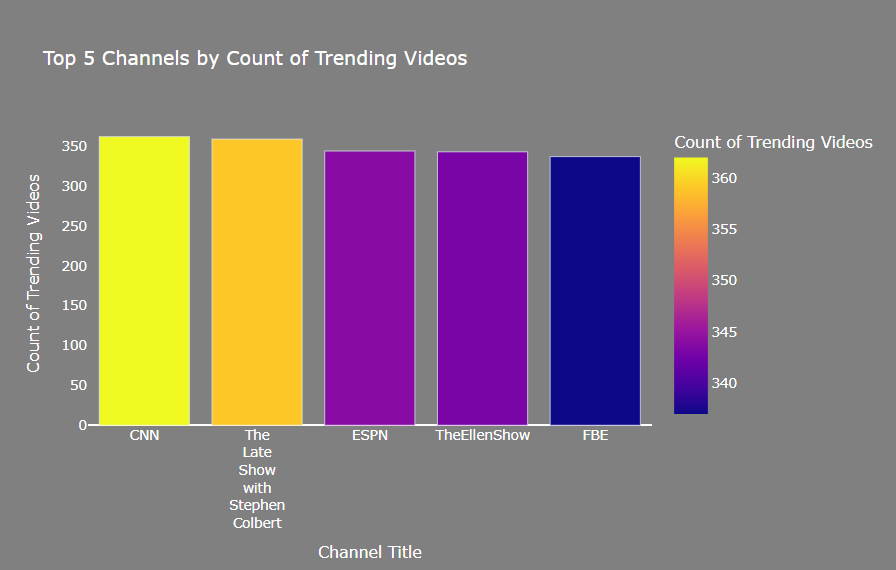 Top 5 Channels by Count of Trending Videos
Count of Trending Videos
350
300
250
200
150
100
50
0
CNN
The
Late
Show
with
Stephen
Colbert
ESPN
TheEllenShow
FBE
Channel Title
Count of Trending Videos
360
355
350
345
340